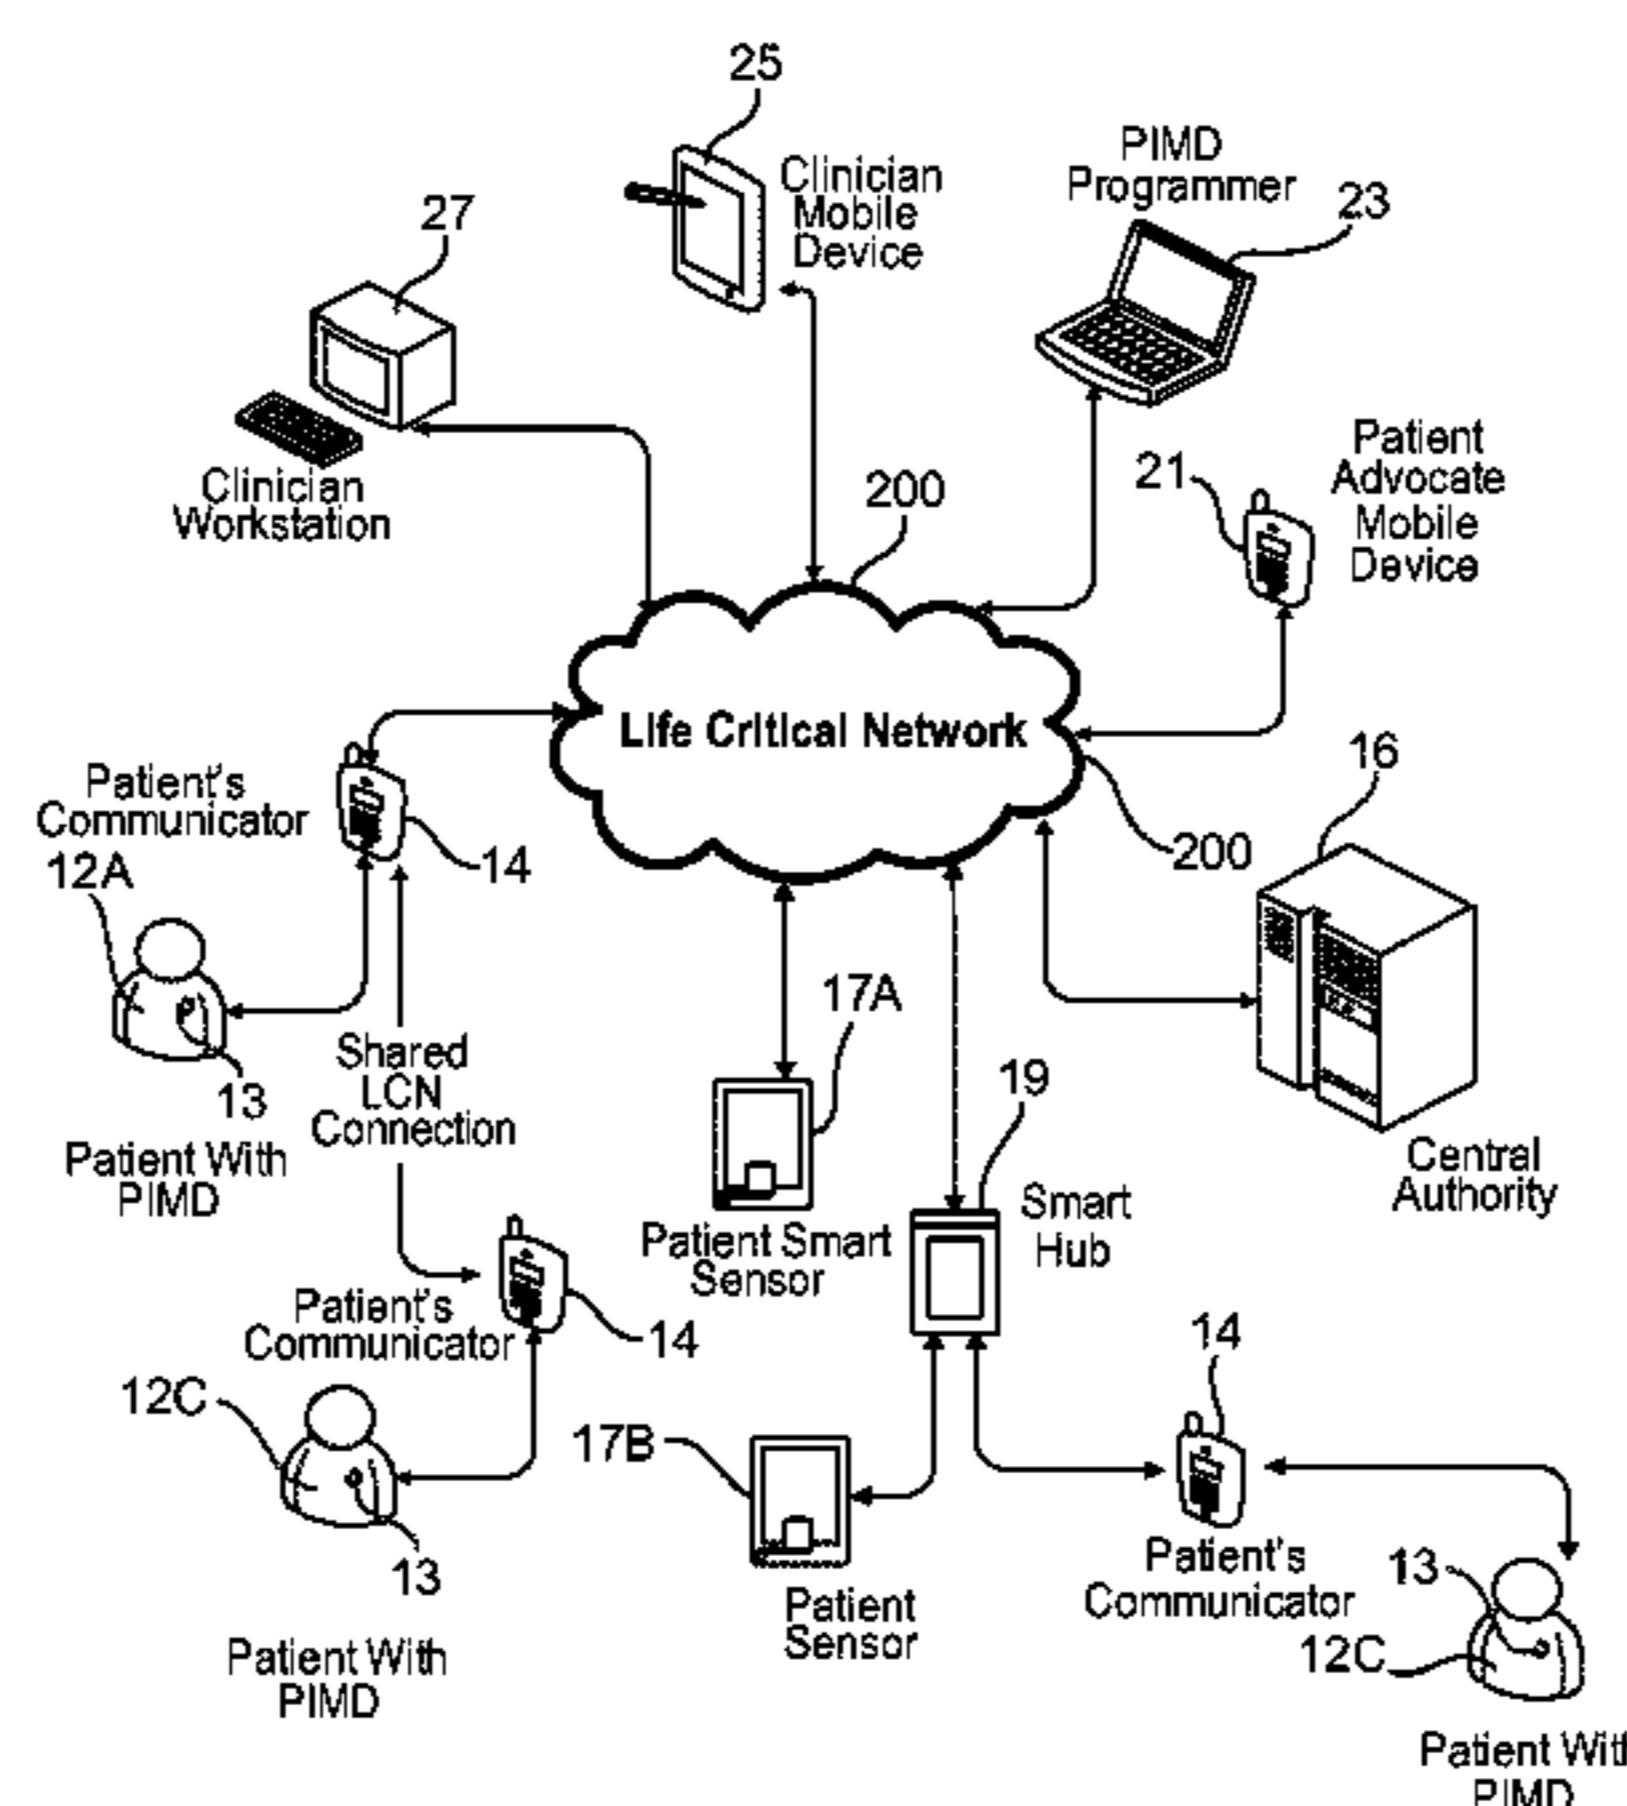 25
Clinician
Mobile
Device
PIMD
Programmer
23
27
Clinician
Workstation
200
21
Patient
Advocate
Mobile
Device
Life Critical Network
Patient's
Communicator
14
12A
13
Patient With
PIMD
Shared
LCN
Connection
200
16
Central
Authority
17A
Patient Smart
Sensor
19
Smart
Hub
Patient's
Communicator
14
12C
13
Patient With
PIMD
17B
Patient
Sensor
14
Patient's
Communicator
13
12C
Patient Wit
PIMD